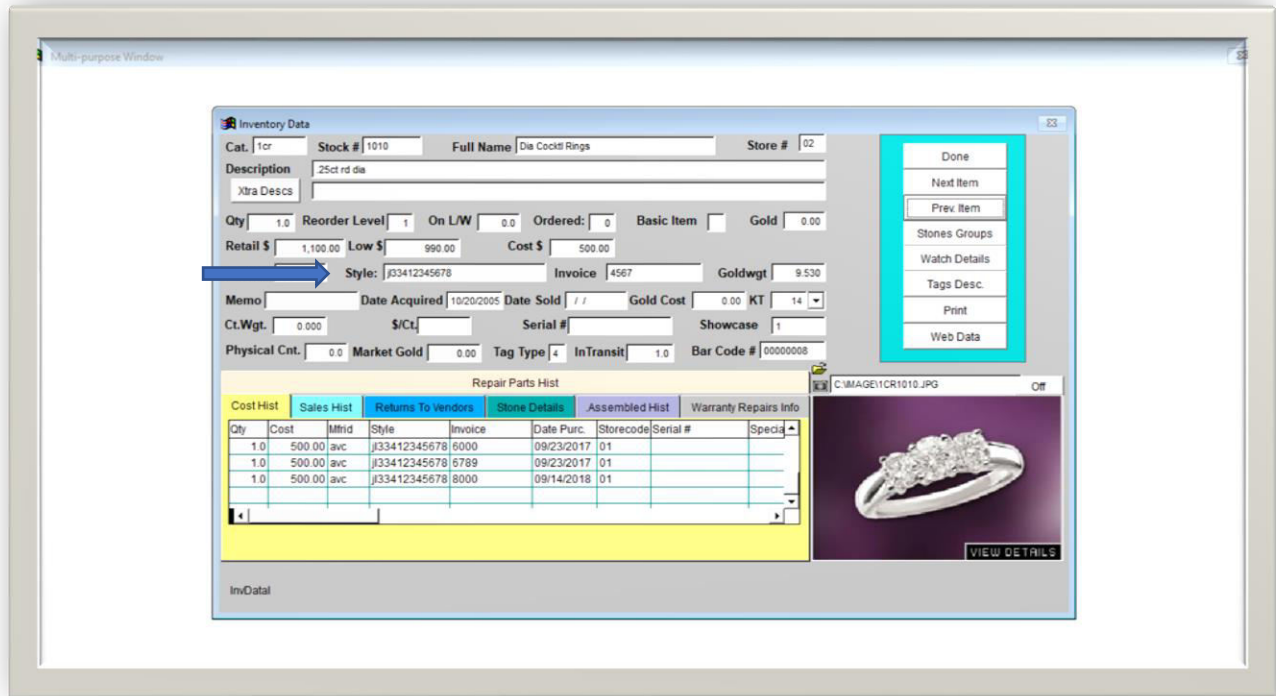 Multi-purpose Window
Inventory Data
Cat. 1cr Stock # 1010 Full Name Dia Cocktl Rings Store # 02
Description .25ct rd dia
Xtra Descs
Qty 1.0 Reorder Level 1 On L/W 0.0 Ordered: 0 Basic Item Gold 0.00
Retail $ 1,100.00 Low $ 990.00 Cost $ 500.00
Style: jl33412345678 Invoice 4567 Goldwgt 9.530
Memo Date Acquired 10/20/2005 Date Sold / / Gold Cost 0.00 KT 14
Ct.Wgt. 0.000 $/Ct. Serial # Showcase 1
Physical Cnt. 0.0 Market Gold 0.00 Tag Type 4 InTransit 1.0 Bar Code # 00000008
Done
Next Item
Prev. Item
Stones Groups
Watch Details
Tags Desc.
Print
Web Data
Repair Parts Hist
Cost Hist Sales Hist Returns To Vendors Stone Details .Assembled Hist Warranty Repairs Info
Qty Cost Mfrid Style Invoice Date Purc. Storecode Serial # Specia
1.0 500.00 avc jl33412345678 6000 09/23/2017 01
1.0 500.00 avc jl33412345678 6789 09/23/2017 01
1.0 500.00 avc jl33412345678 8000 09/14/2018 01
C:\IMAGE\1CR1010.JPG Off
VIEW DETAILS
InvDataI